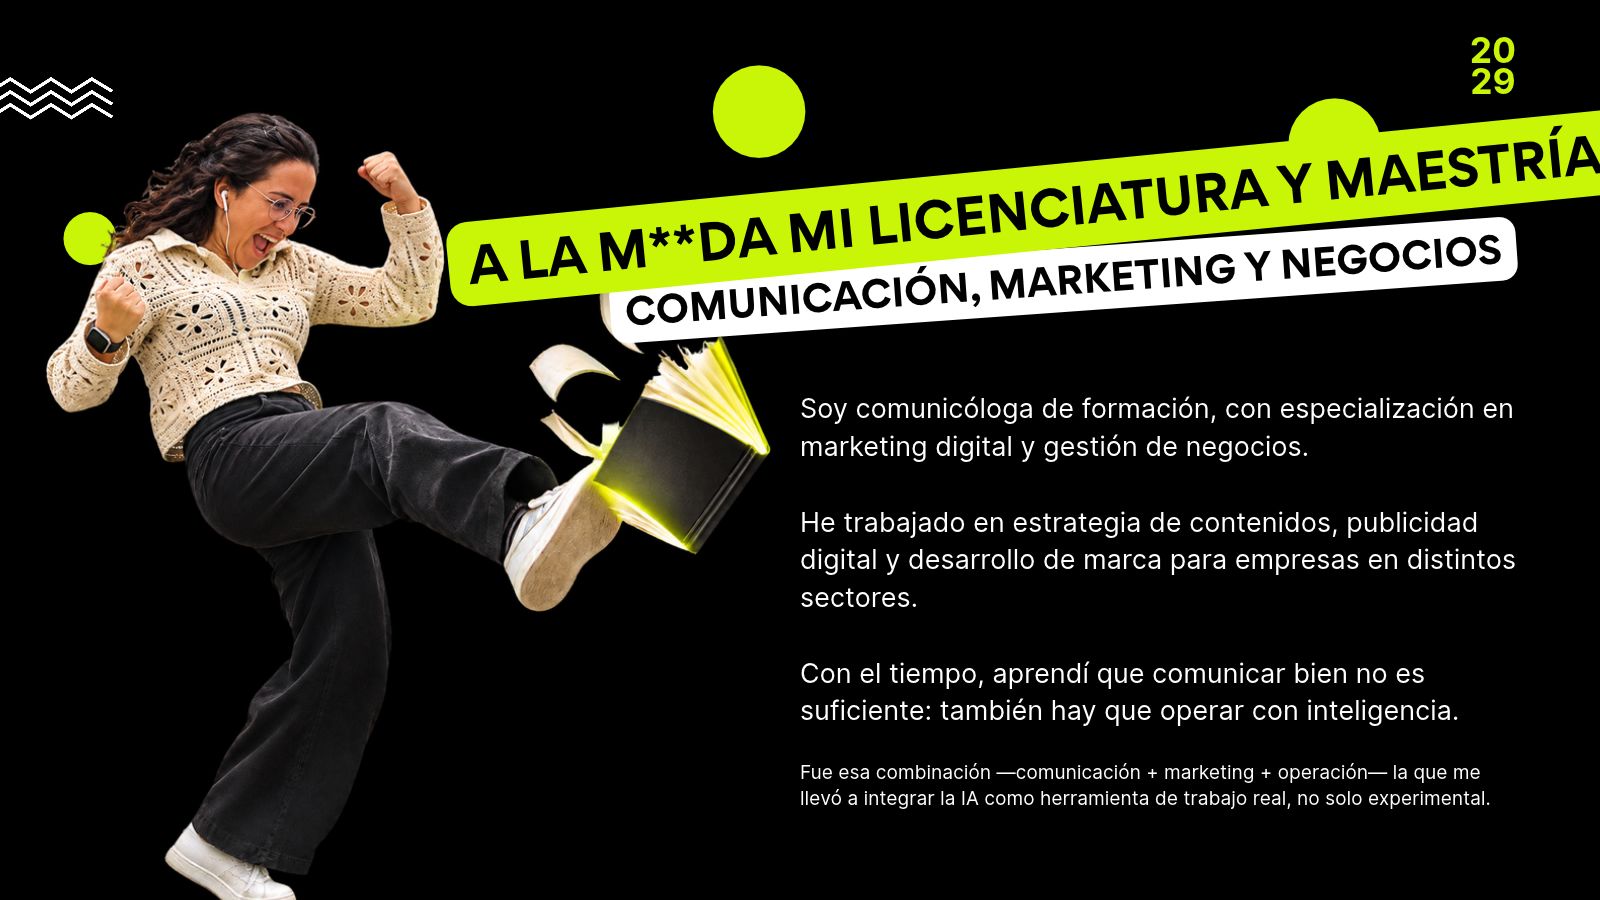 20
29
A LA M**DA MI LICENCIATURA Y MAESTRÍA
COMUNICACIÓN, MARKETING Y NEGOCIOS
Soy comunicóloga de formación, con especialización en
marketing digital y gestión de negocios.
He trabajado en estrategia de contenidos, publicidad
digital y desarrollo de marca para empresas en distintos
sectores.
Con el tiempo, aprendí que comunicar bien no es
suficiente: también hay que operar con inteligencia.
Fue esa combinación —comunicación + marketing + operación— la que me
llevó a integrar la IA como herramienta de trabajo real, no solo experimental.